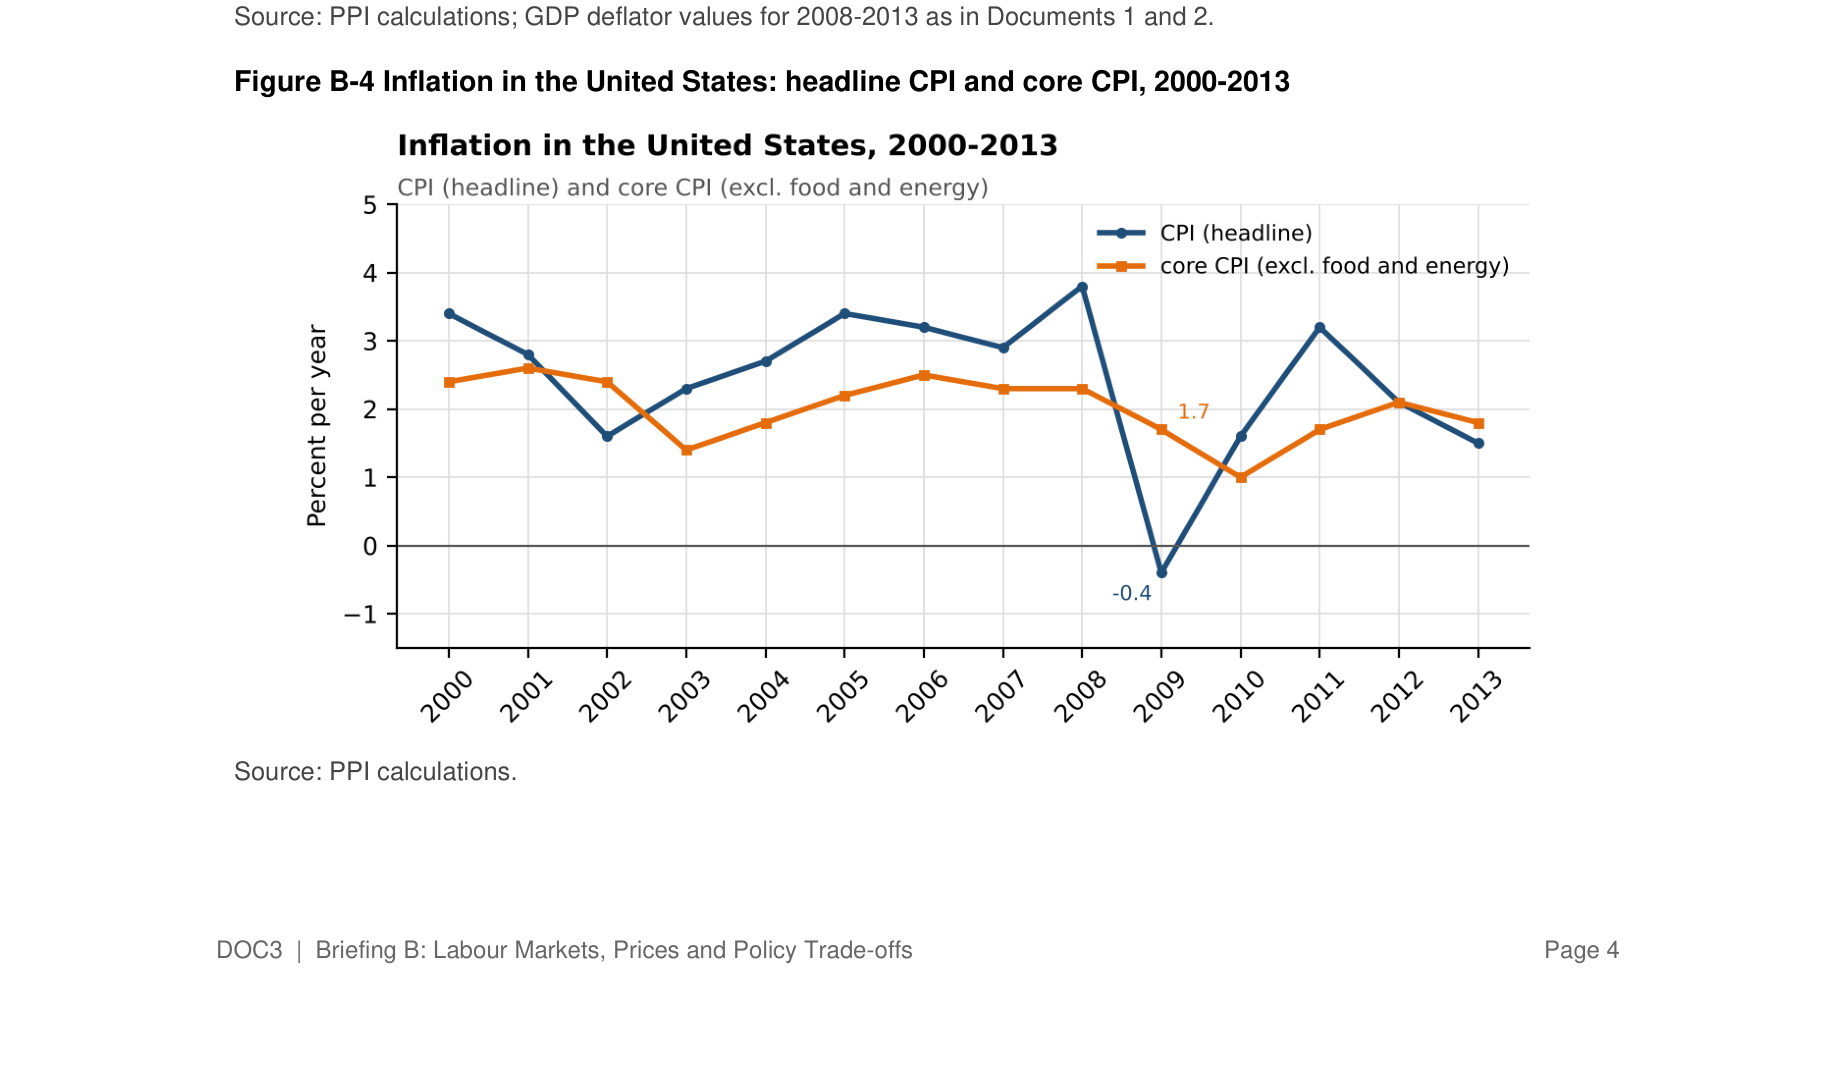 Source: PPI calculations; GDP deflator values for 2008-2013 as in Documents 1 and 2.
Figure B-4 Inflation in the United States: headline CPI and core CPI, 2000-2013
Inflation in the United States, 2000-2013
CPI (headline) and core CPI (excl. food and energy)
CPI (headline)
core CPI (excl. food and energy)
Percent per year
5
4
3
2
1
0
−1
1.7
-0.4
2000 2001 2002 2003 2004 2005 2006 2007 2008 2009 2010 2011 2012 2013
Source: PPI calculations.
DOC3 | Briefing B: Labour Markets, Prices and Policy Trade-offs Page 4